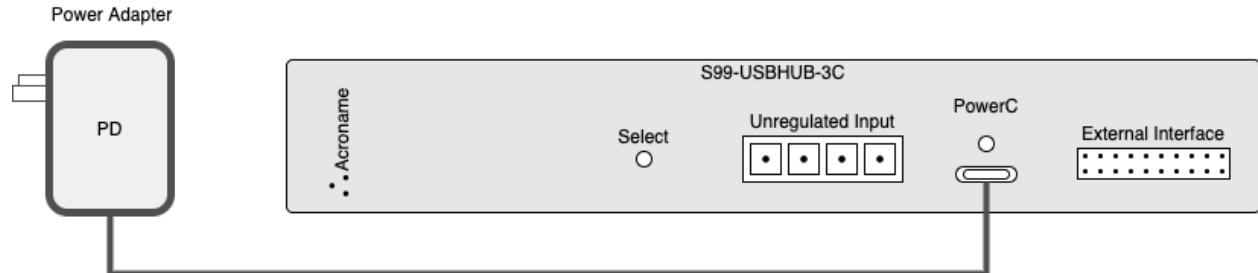 Power Adapter
PD
S99-USBHUB-3C
Acroname
Select
Unregulated Input
PowerC
External Interface